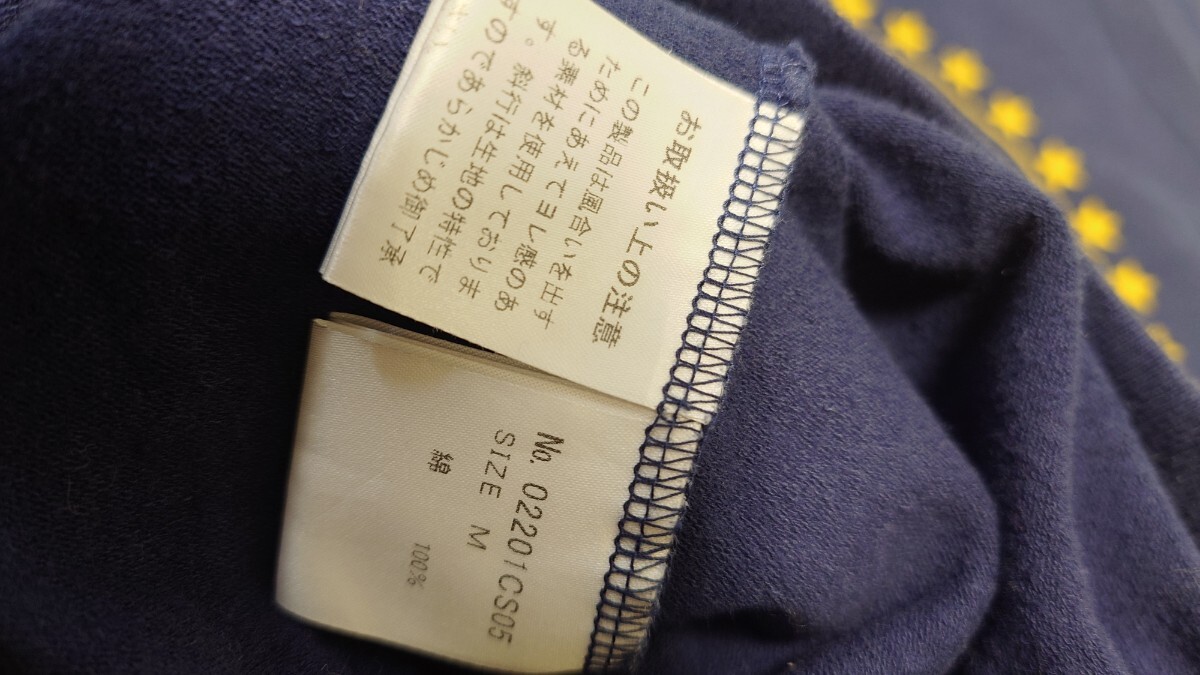 お取扱い上の注意
この製品は風合いを出す
ためにあえてヨレ感のあ
る素材を使用しておりま
す。斜行は生地の特性で
すのであらかじめ御了承
No. 02201CS05
SIZE M
綿 100%